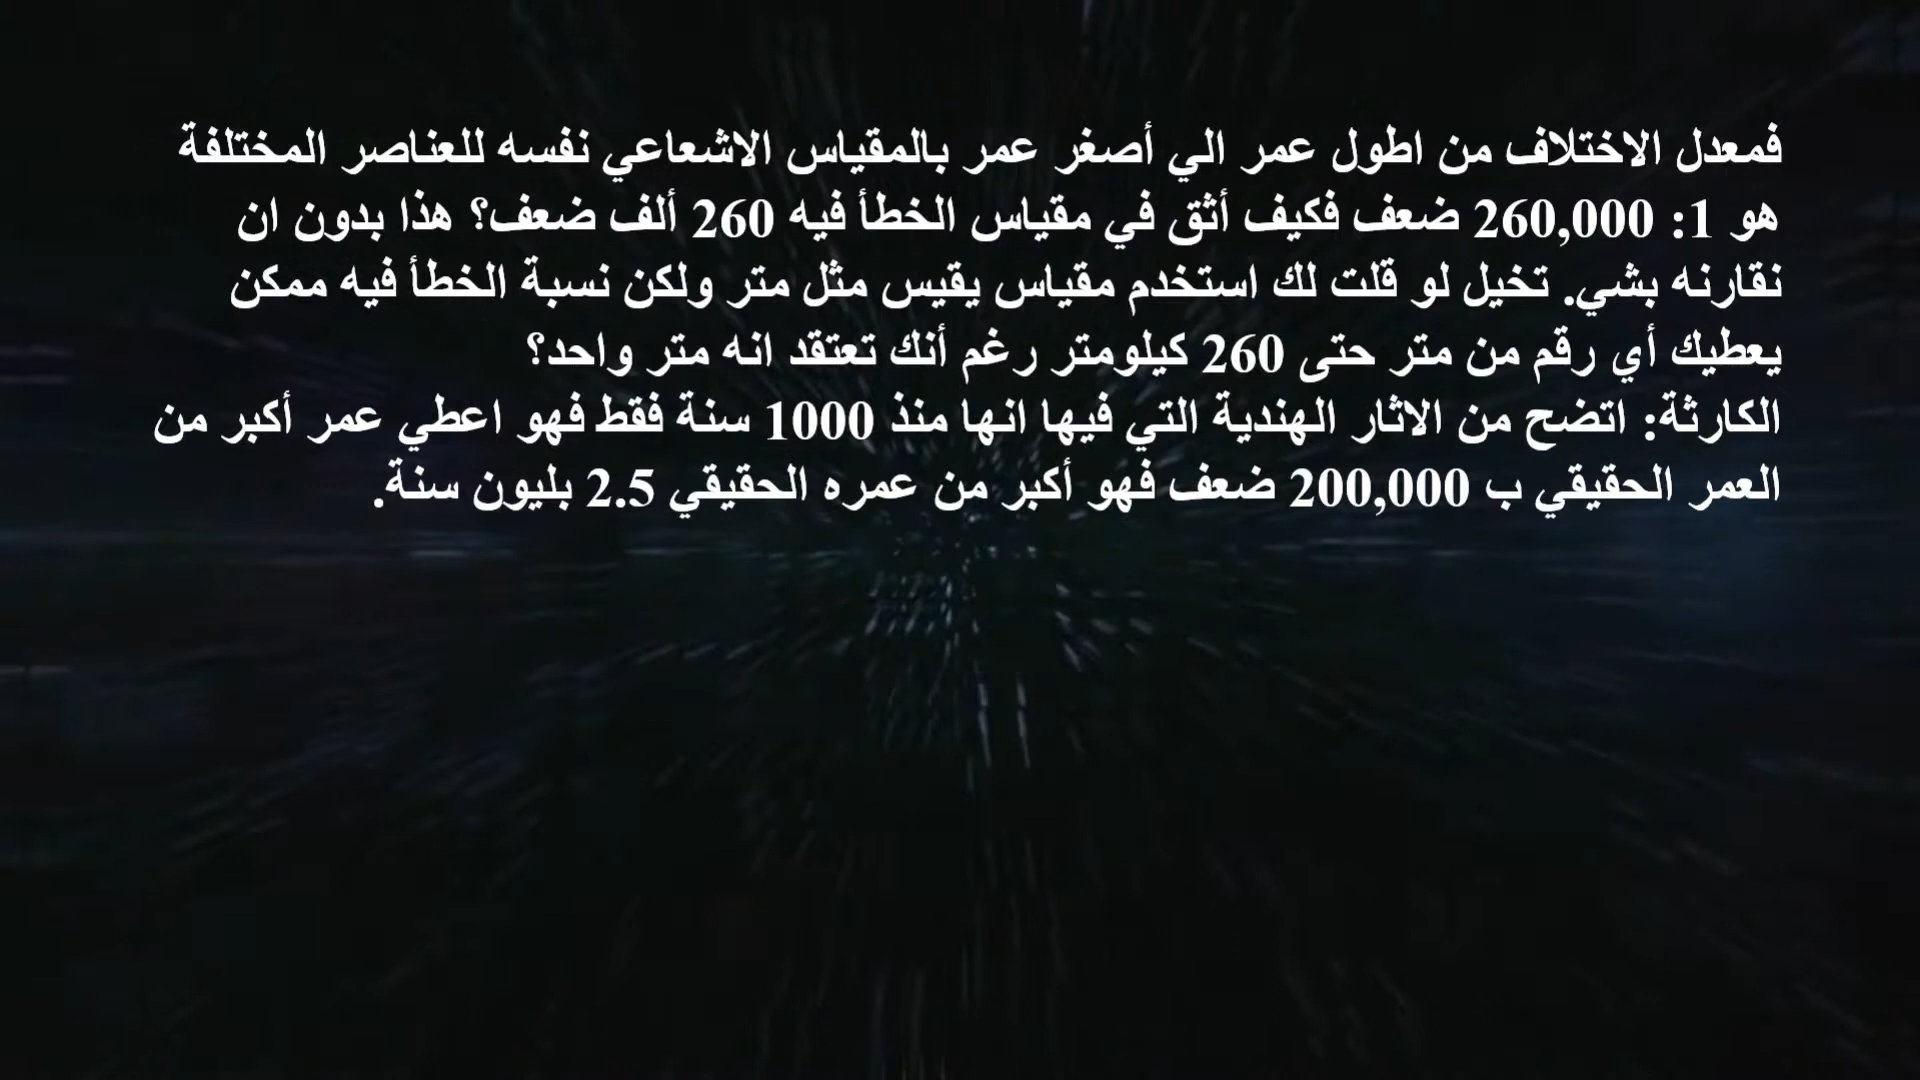 فمعدل الاختلاف من اطول عمر الي أصغر عمر بالمقياس الاشعاعي نفسه للعناصر المختلفة
هو 1: 260,000 ضعف فكيف أثق في مقياس الخطأ فيه 260 ألف ضعف؟ هذا بدون ان
نقارنه بشي. تخيل لو قلت لك استخدم مقياس يقيس مثل متر ولكن نسبة الخطأ فيه ممكن
يعطيك أي رقم من متر حتى 260 كيلومتر رغم أنك تعتقد انه متر واحد؟
الكارثة: اتضح من الاثار الهندية التي فيها انها منذ 1000 سنة فقط فهو اعطي عمر أكبر من
العمر الحقيقي ب 200,000 ضعف فهو أكبر من عمره الحقيقي 2.5 بليون سنة.